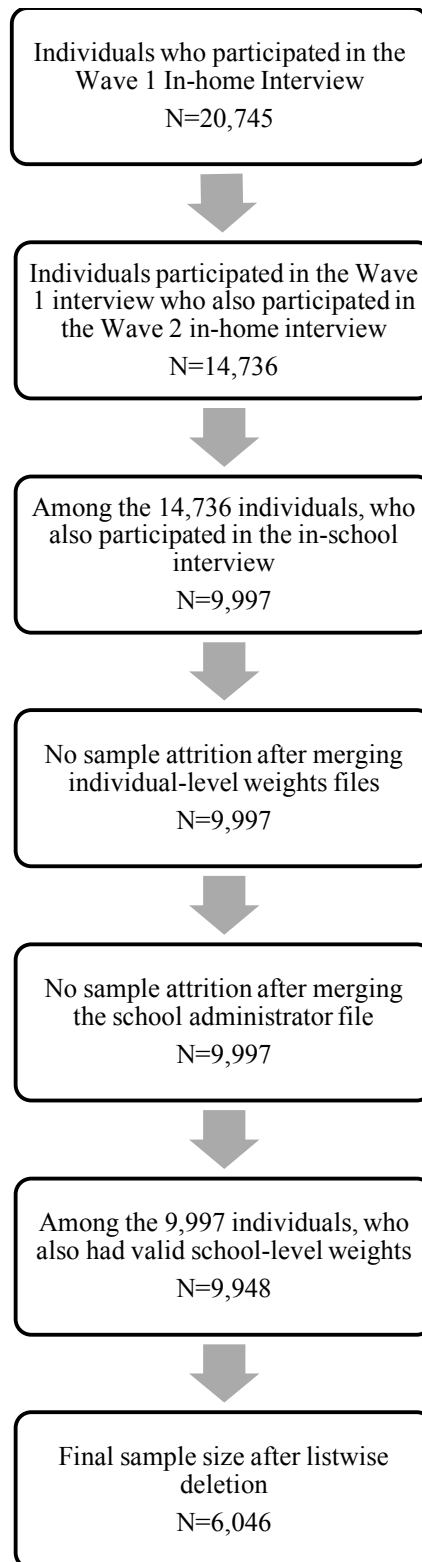 Individuals who participated in the
Wave 1 In-home Interview
N=20,745
Individuals participated in the Wave
1 interview who also participated in
the Wave 2 in-home interview
N=14,736
Among the 14,736 individuals, who
also participated in the in-school
interview
N=9,997
No sample attrition after merging
individual-level weights files
N=9,997
No sample attrition after merging
the school administrator file
N=9,997
Among the 9,997 individuals, who
also had valid school-level weights
N=9,948
Final sample size after listwise
deletion
N=6,046